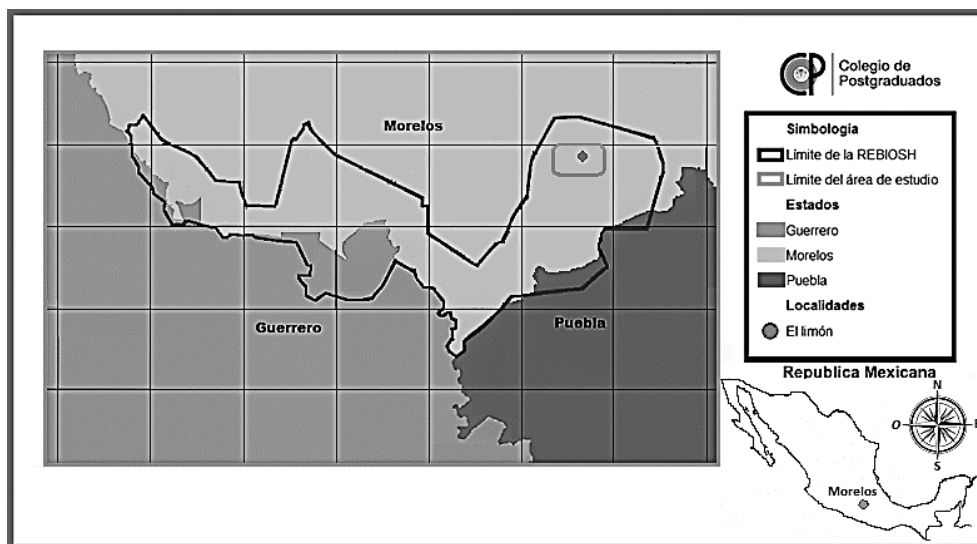 Morelos
Guerrero
Puebla
CP
Colegio de
Postgraduados
Simbología
Límite de la REBIOSH
Límite del área de estudio
Estados
Guerrero
Morelos
Puebla
Localidades
El limón
Republica Mexicana
N
O
E
S
Morelos